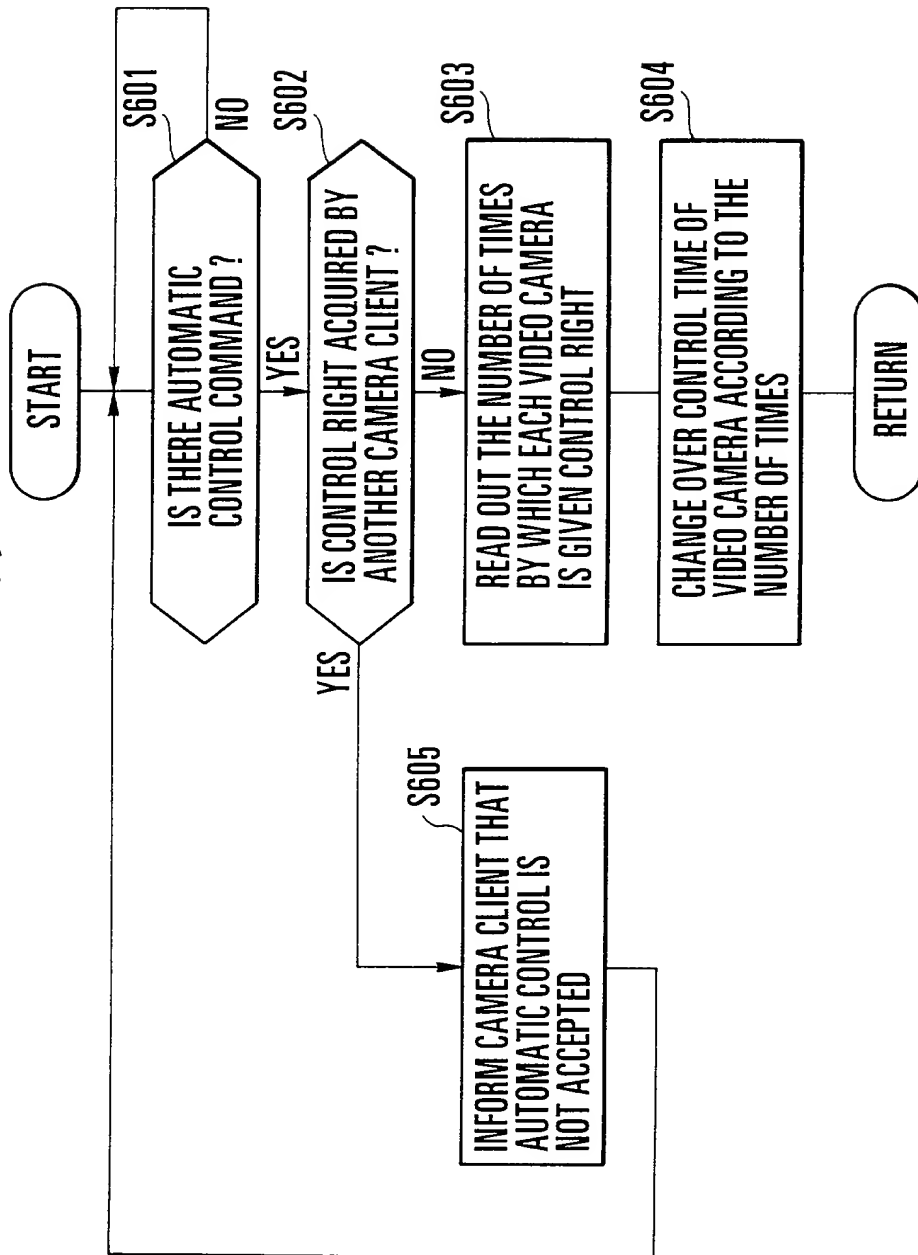 START
S601
IS THERE AUTOMATIC
CONTROL COMMAND ?
NO
YES
S602
IS CONTROL RIGHT ACQUIRED BY
ANOTHER CAMERA CLIENT ?
YES
NO
S603
READ OUT THE NUMBER OF TIMES
BY WHICH EACH VIDEO CAMERA
IS GIVEN CONTROL RIGHT
S604
CHANGE OVER CONTROL TIME OF
VIDEO CAMERA ACCORDING TO THE
NUMBER OF TIMES
RETURN
S605
INFORM CAMERA CLIENT THAT
AUTOMATIC CONTROL IS
NOT ACCEPTED